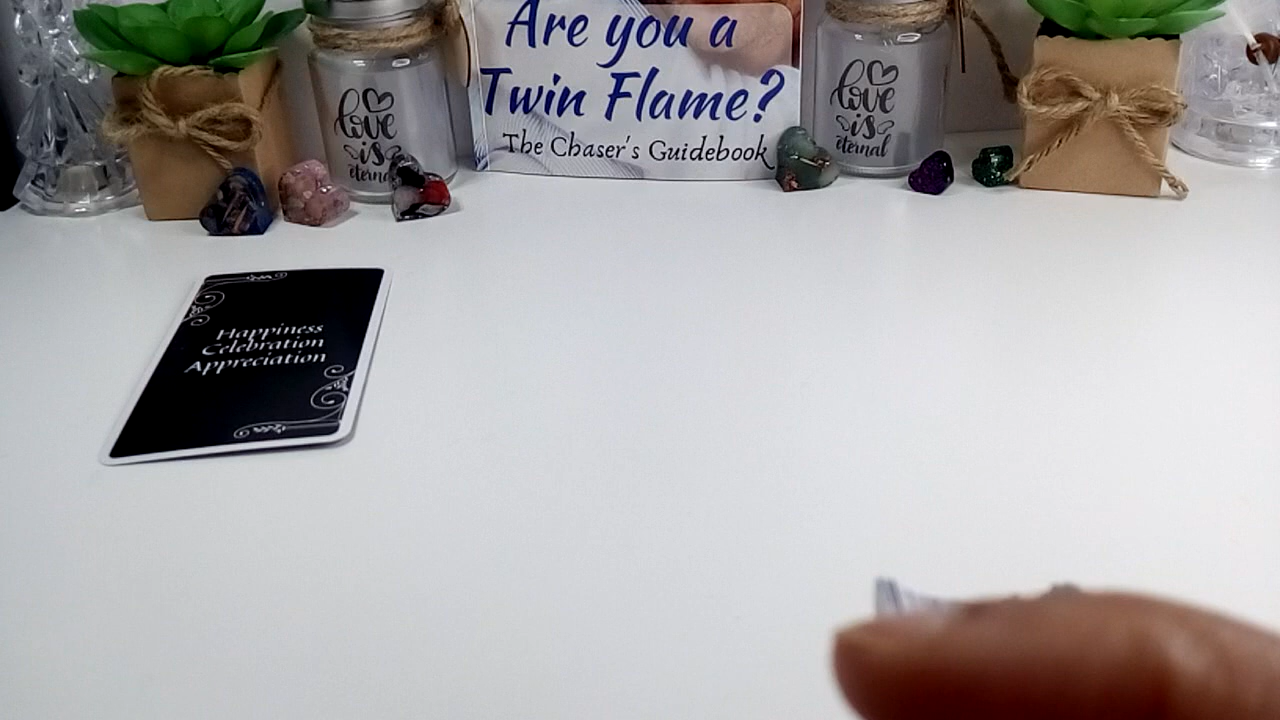 Are you a
Twin Flame?
The Chaser's Guidebook
love
is
eternal
love
is
eternal
Happiness
Celebration
Appreciation